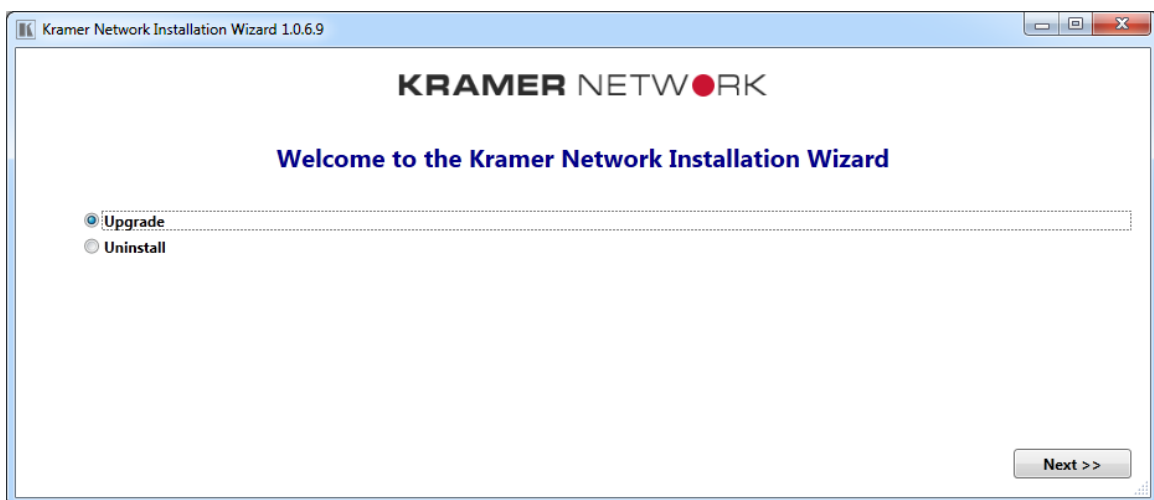 Kramer Network Installation Wizard 1.0.6.9
KRAMER NETWORK
Welcome to the Kramer Network Installation Wizard
Upgrade
Uninstall
Next >>